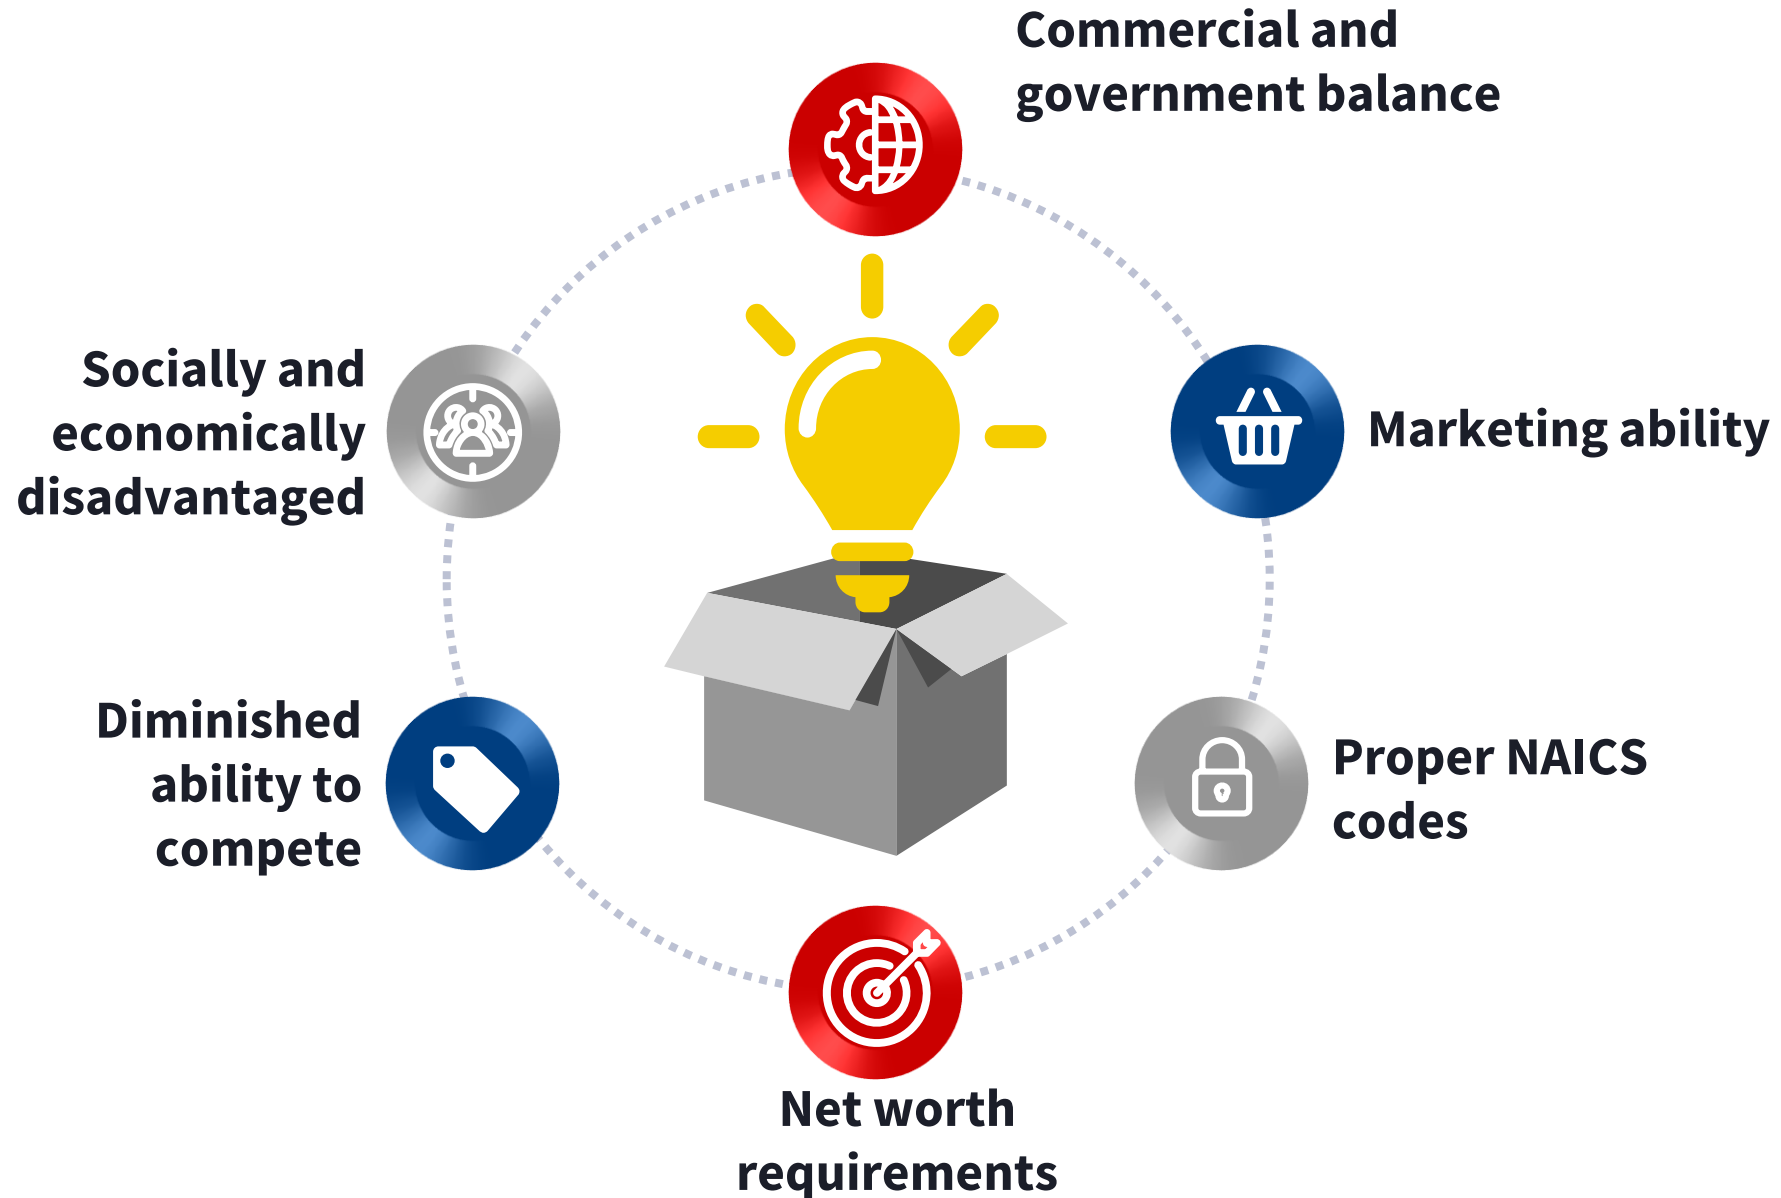 Commercial and
government balance
Socially and
economically
disadvantaged
Marketing ability
Diminished
ability to
compete
Proper NAICS
codes
Net worth
requirements